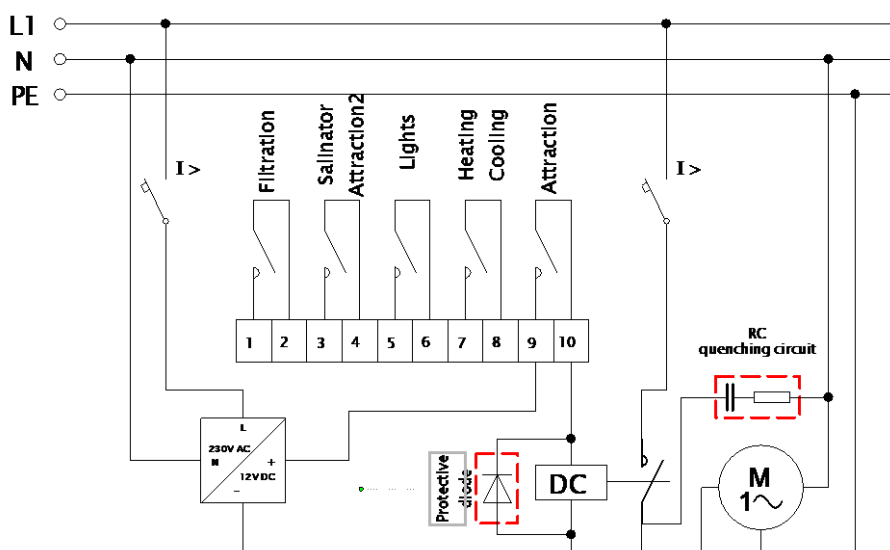 L1
N
PE
I >
Filtration
Salinator
Attraction2
Lights
Heating
Cooling
Attraction
I >
1 2 3 4 5 6 7 8 9 10
RC
quenching circuit
L
230V AC
N
+
12V DC
−
Protective
diode
DC
M
1~